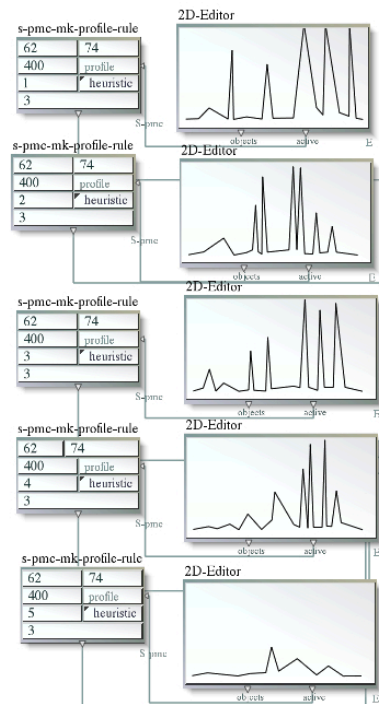 s-pmc-mk-profile-rule 2D-Editor
62 74
400 profile
1 heuristic
3
S-pmc
objects active E
s-pmc-mk-profile-rule 2D-Editor
62 74
400 profile
2 heuristic
3
S-pmc
objects active E
s-pmc-mk-profile-rule 2D-Editor
62 74
400 profile
3 heuristic
3
S-pmc
objects active E
s-pmc-mk-profile-rule 2D-Editor
62 74
400 profile
4 heuristic
3
S-pmc
objects active E
s-pmc-mk-profile-rule 2D-Editor
62 74
400 profile
5 heuristic
3
S-pmc
objects active E